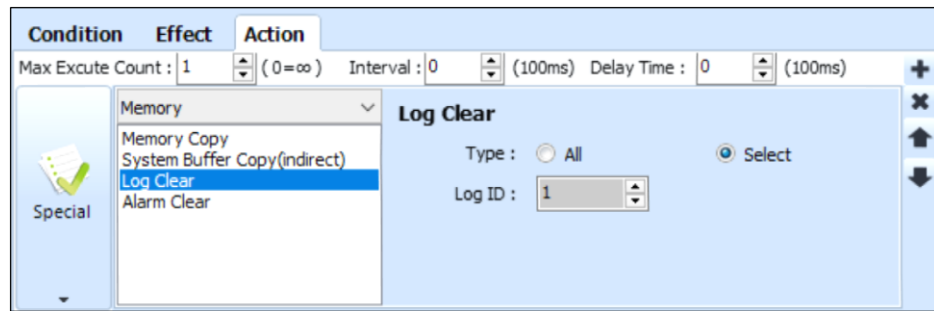 Condition Effect Action
Max Excute Count : 1 ( 0=∞ ) Interval : 0 (100ms) Delay Time : 0 (100ms)
Special
Memory
Memory Copy
System Buffer Copy(indirect)
Log Clear
Alarm Clear
Log Clear
Type : All Select
Log ID : 1